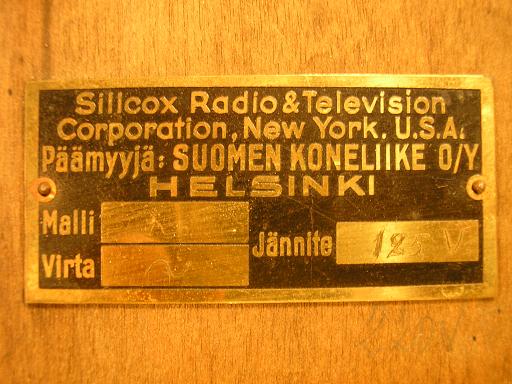 Sillcox Radio & Television
Corporation, New York, U.S.A.
Päämyyjä: SUOMEN KONELIIKE O/Y
HELSINKI
Malli
Virta
Jännite 125 V